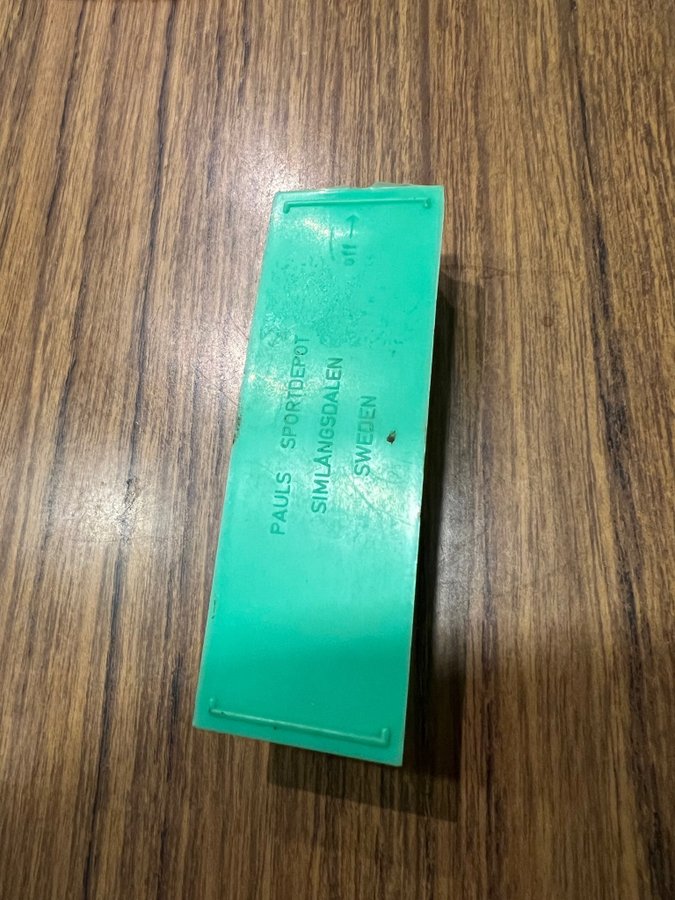 off →
PAULS SPORTDEPOT
SIMLÅNGSDALEN
SWEDEN